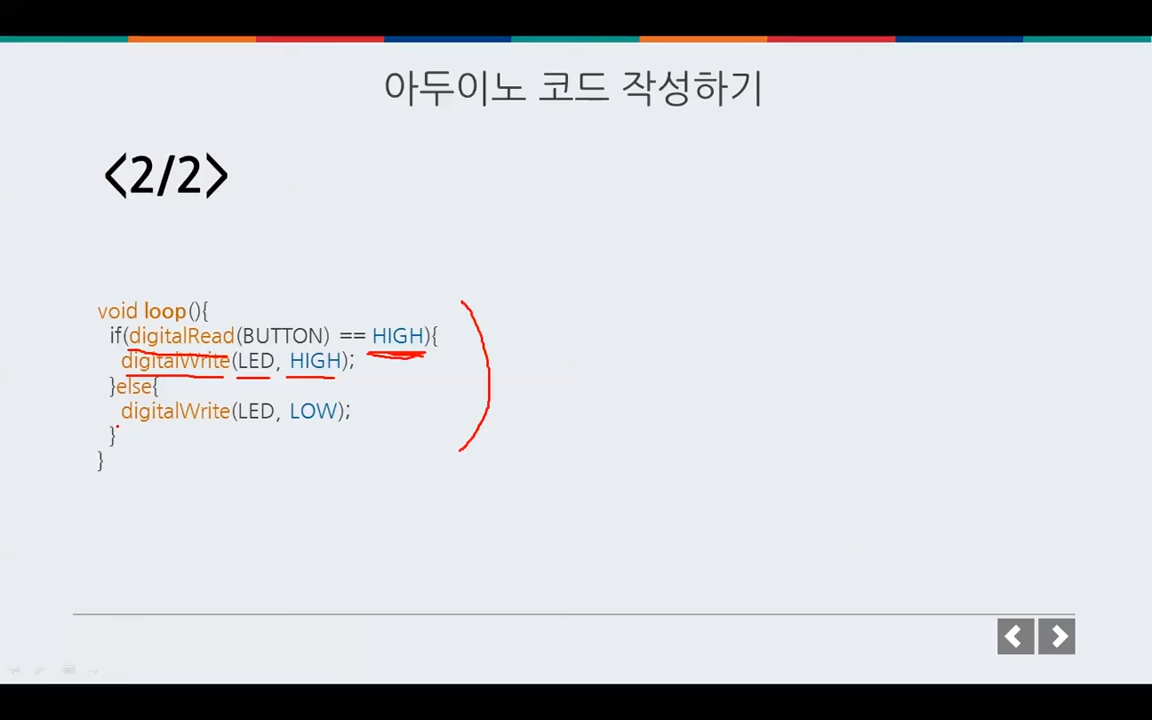 아두이노 코드 작성하기
<2/2>
void loop(){
if(digitalRead(BUTTON) == HIGH){
digitalWrite(LED, HIGH);
}else{
digitalWrite(LED, LOW);
}
}